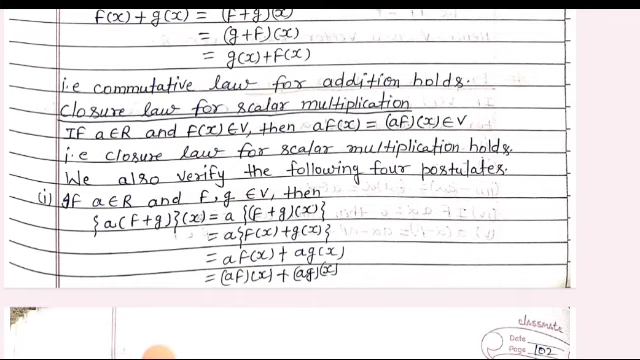 f(x)+g(x) = (f+g)(x)
= (g+f)(x)
= g(x)+f(x)
i.e commutative law for addition holds.
Closure law for scalar multiplication
If a∈R and f(x)∈V, then af(x) = (af)(x)∈V
i.e closure law for scalar multiplication holds.
We also verify the following four postulates.
(i) If a∈R and f,g ∈V, then
{a(f+g)}(x) = a{(f+g)(x)}
= a{f(x)+g(x)}
= af(x)+ag(x)
= (af)(x)+(ag)(x)
classmate
Date
Page 102